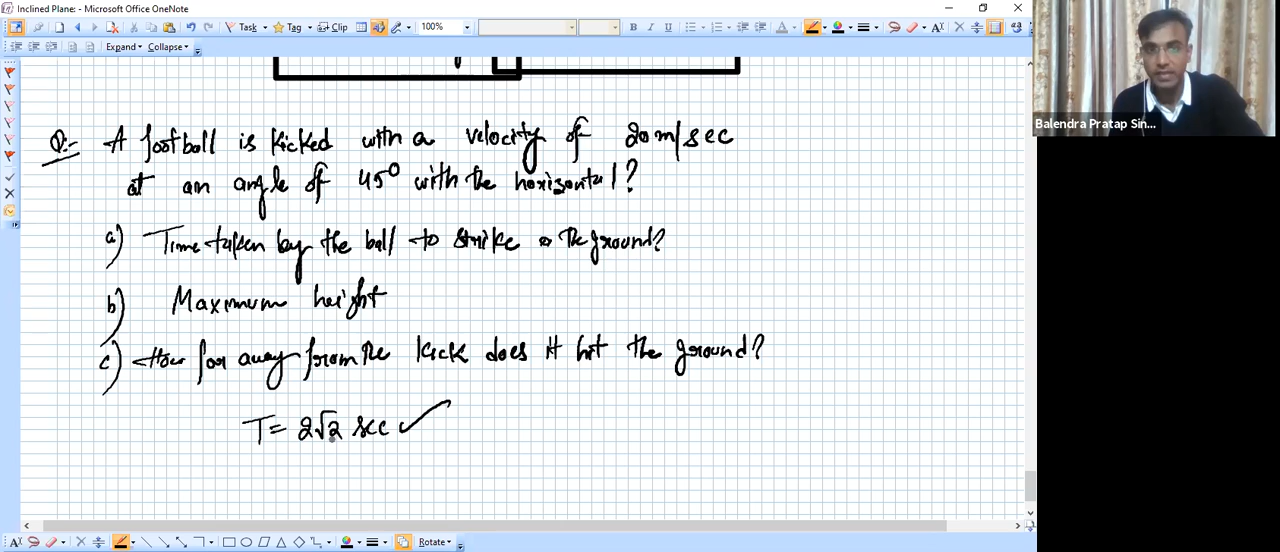 Inclined Plane: - Microsoft Office OneNote
Task Tag Clip 100% B I U
Expand Collapse
Balendra Pratap Sin...
Q:- A football is kicked with a velocity of 20 m/sec
at an angle of 45° with the horizontal?
a) Time taken by the ball to strike the ground?
b) Maximum height
c) How far away from the kick does it hit the ground?
T = 2√2 sec ✓
Rotate